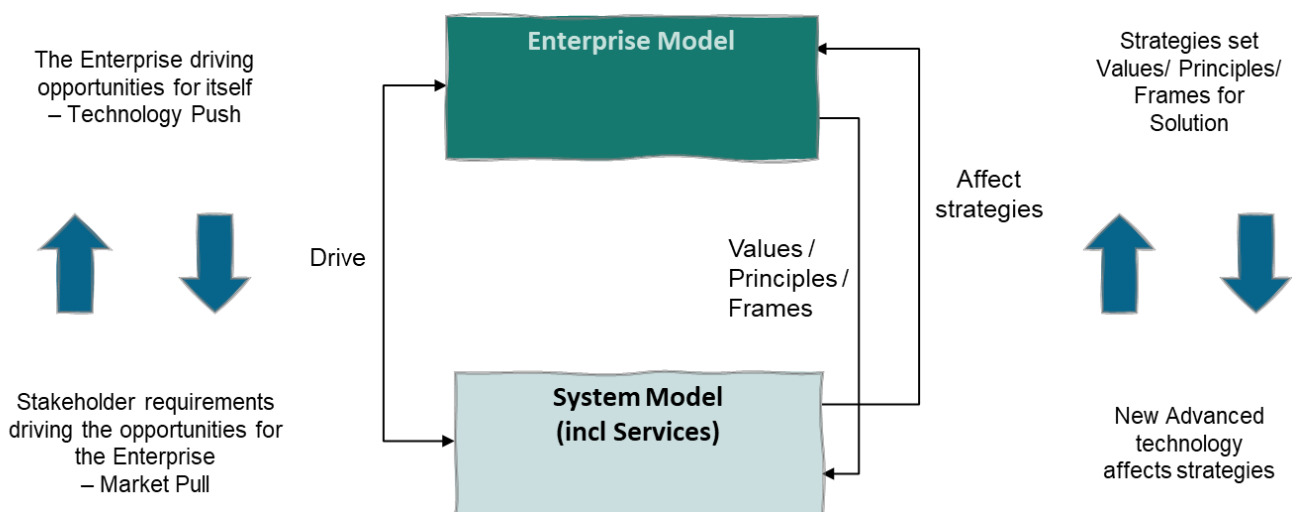 The Enterprise driving
opportunities for itself
– Technology Push
Stakeholder requirements
driving the opportunities for
the Enterprise
– Market Pull
Drive
Enterprise Model
Values /
Principles /
Frames
System Model
(incl Services)
Affect
strategies
Strategies set
Values/ Principles/
Frames for
Solution
New Advanced
technology
affects strategies